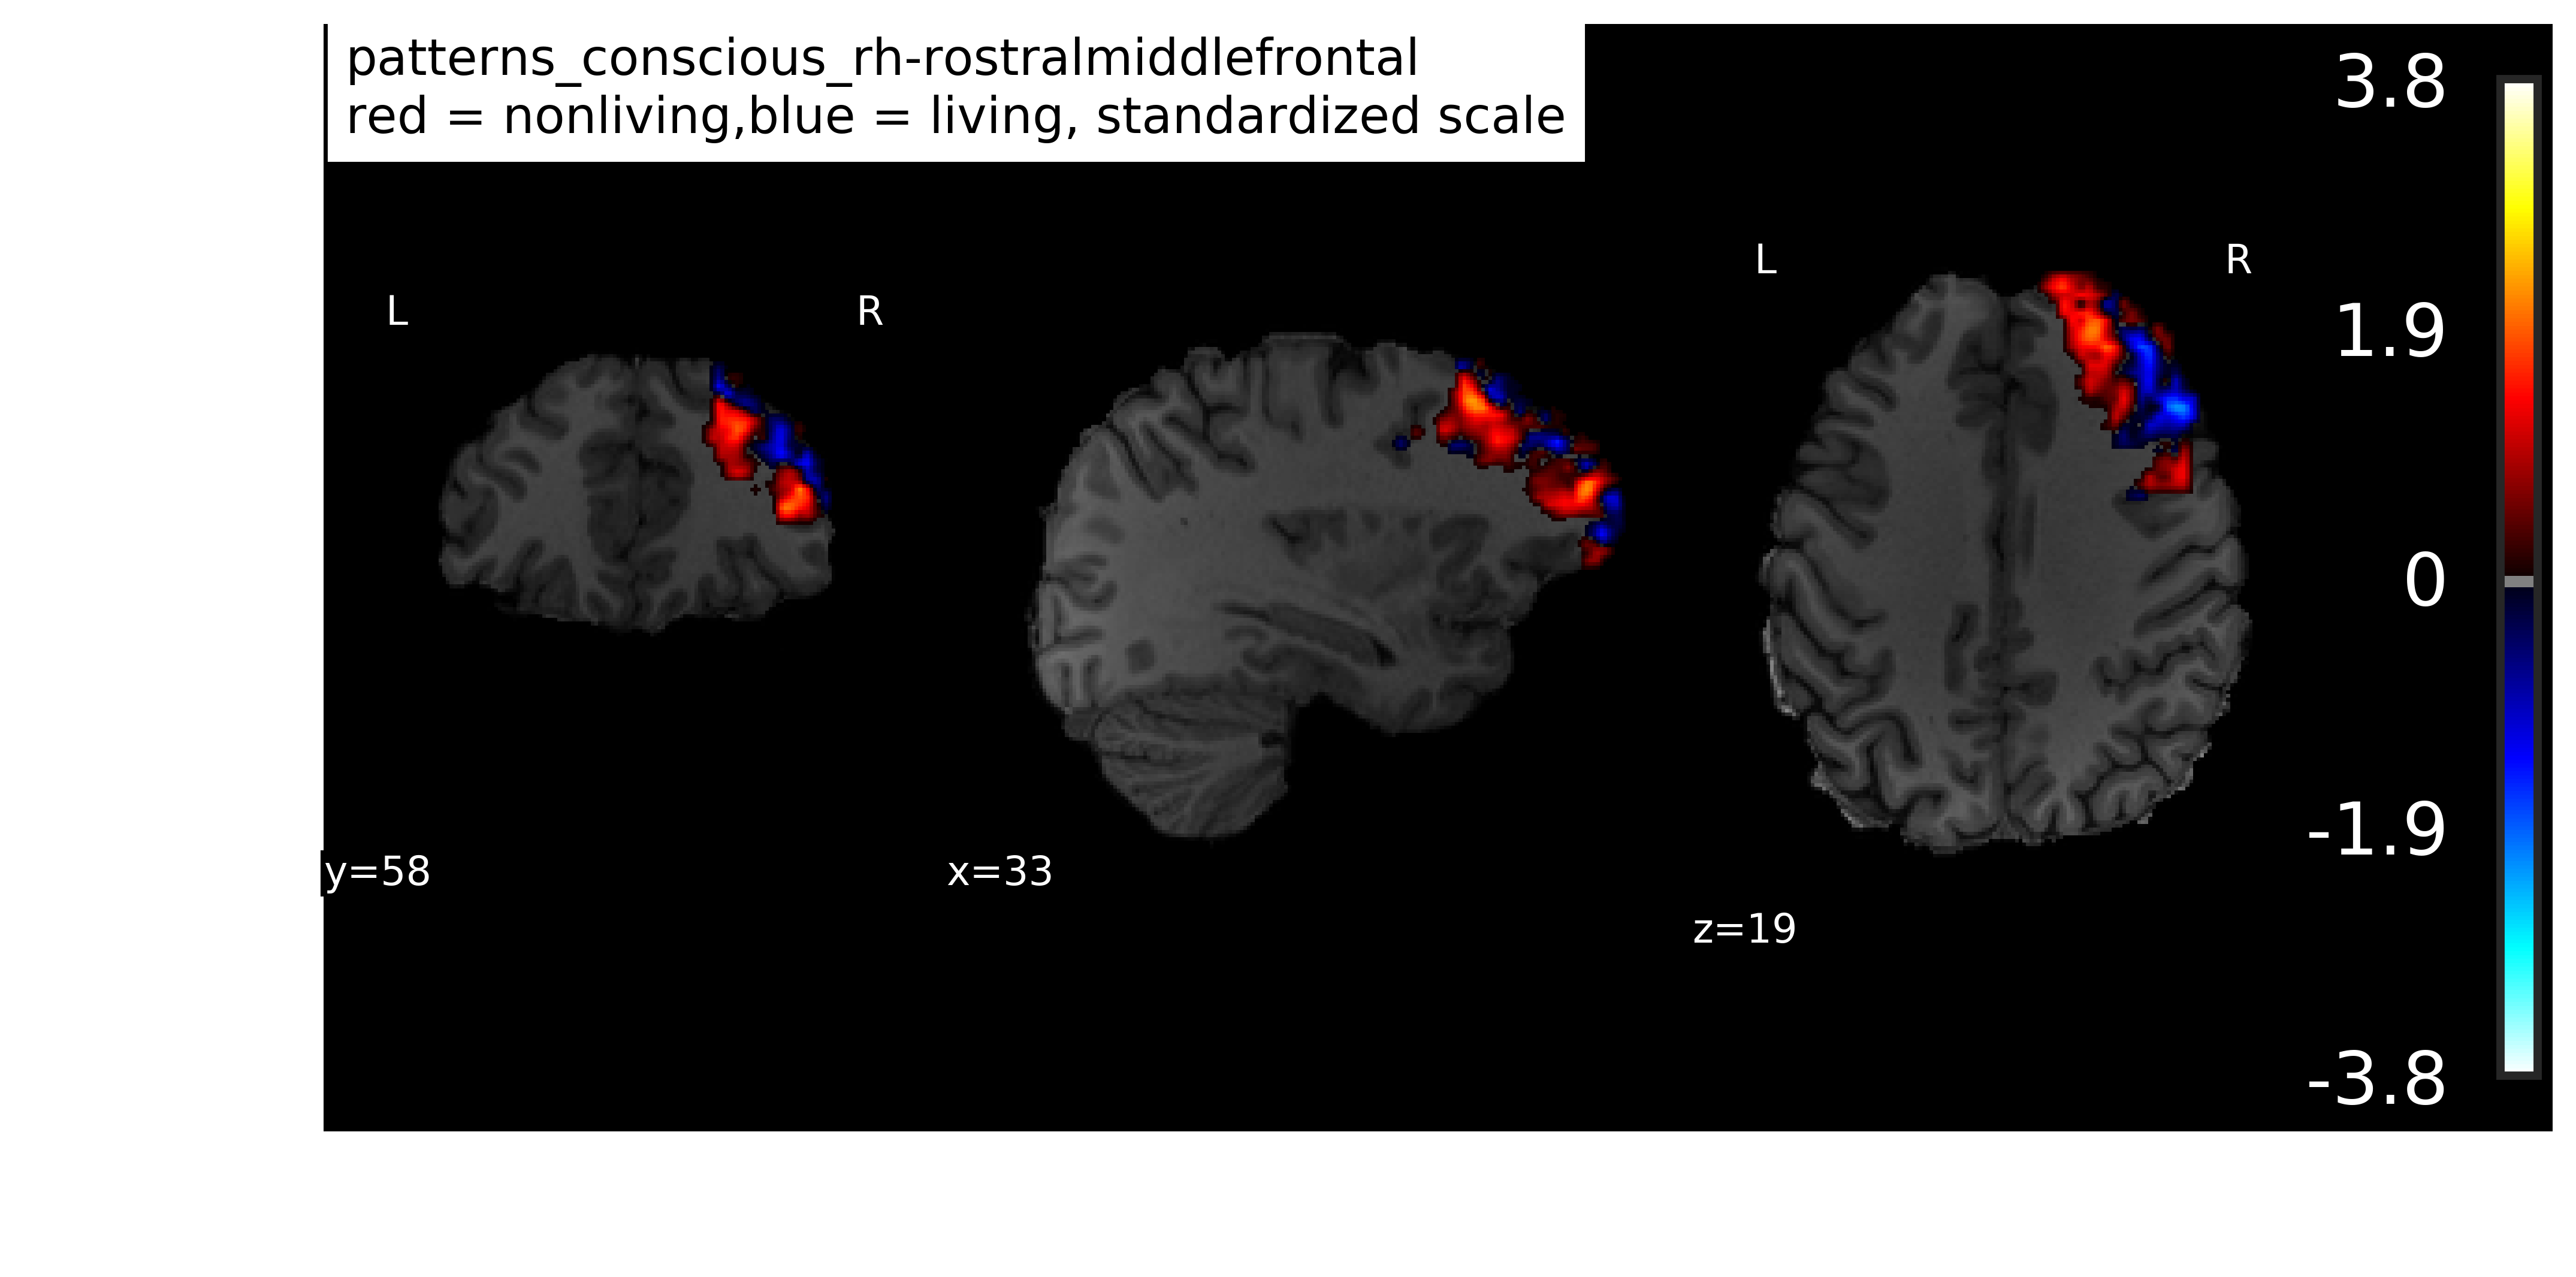 patterns_conscious_rh-rostralmiddlefrontal
red = nonliving,blue = living, standardized scale
3.8
L
R
1.9
L
R
0
-1.9
y=58
x=33
z=19
-3.8